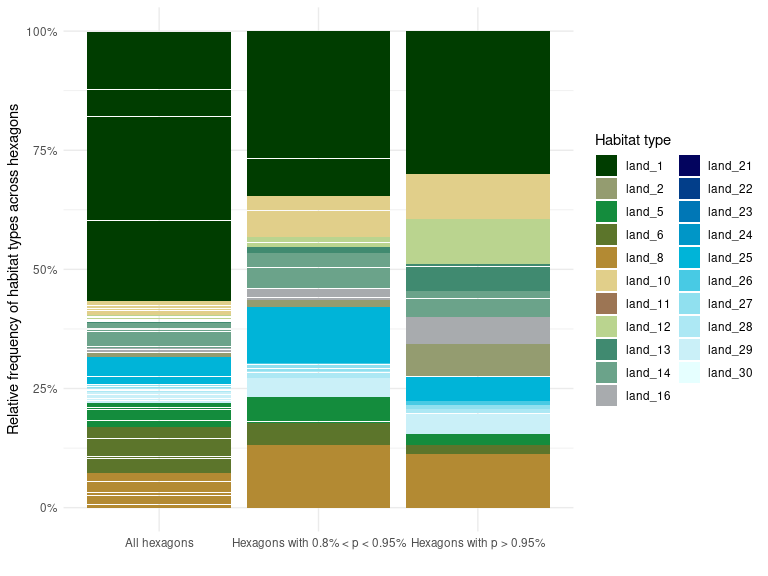 Relative frequency of habitat types across hexagons
100%
75%
50%
25%
0%
All hexagons
Hexagons with 0.8% < p < 0.95%
Hexagons with p > 0.95%
Habitat type
land_1
land_2
land_5
land_6
land_8
land_10
land_11
land_12
land_13
land_14
land_16
land_21
land_22
land_23
land_24
land_25
land_26
land_27
land_28
land_29
land_30